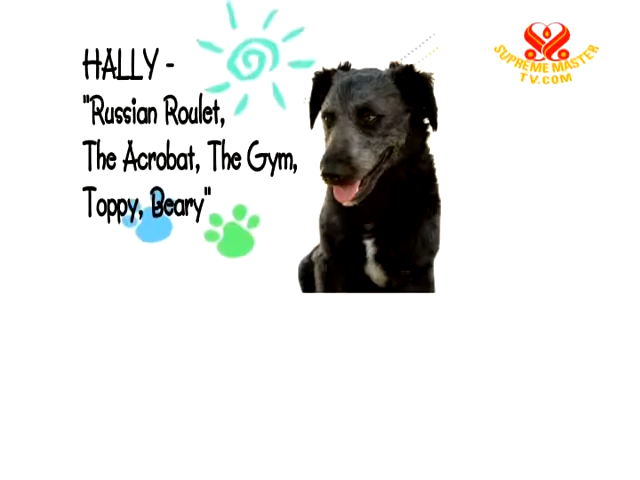 HALLY -
"Russian Roulet,
The Acrobat, The Gym,
Toppy, Beary"
SUPREME MASTER
TV.COM